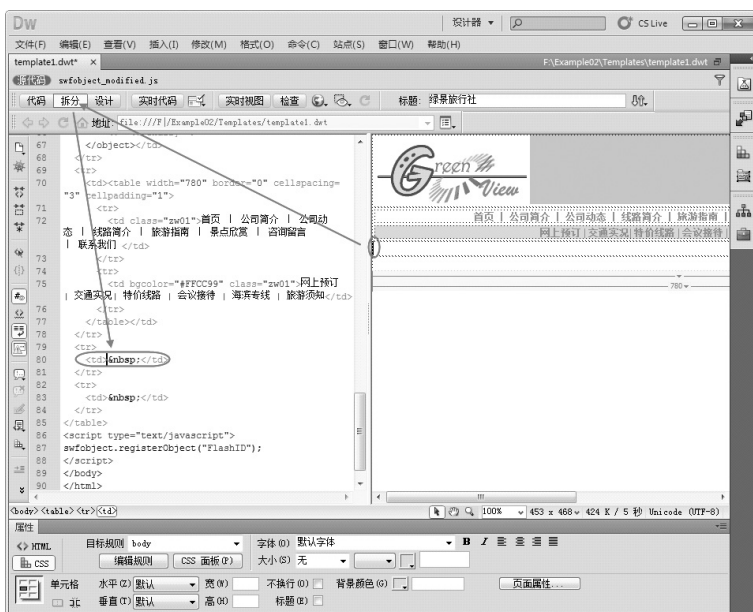 Dw
设计器
CS Live
文件(F) 编辑(E) 查看(V) 插入(I) 修改(M) 格式(O) 命令(C) 站点(S) 窗口(W) 帮助(H)
template1.dwt* ×
F:\Example02\Templates\template1.dwt
源代码 swfobject_modified.js
代码 拆分 设计 实时代码 实时视图 检查 标题: 绿景旅行社
地址: file:///F|/Example02/Templates/template1.dwt
67 </object></td>
68 </tr>
69 <tr>
70 <td><table width="780" border="0" cellspacing=
"3" cellpadding="1">
71 <tr>
72 <td class="zw01">首页 | 公司简介 | 公司动
态 | 线路简介 | 旅游指南 | 景点欣赏 | 咨询留言
| 联系我们 </td>
73 </tr>
74 <tr>
75 <td bgcolor="#FFCC99" class="zw01">网上预订
| 交通实况| 特价线路 | 会议接待 | 海滨专线 | 旅游须知</td>
76 </tr>
77 </table></td>
78 </tr>
79 <tr>
80 <td>&nbsp;</td>
81 </tr>
82 <tr>
83 <td>&nbsp;</td>
84 </tr>
85 </table>
86 <script type="text/javascript">
87 swfobject.registerObject("FlashID");
88 </script>
89 </body>
90 </html>
Green
View
首页 | 公司简介 | 公司动态 | 线路简介 | 旅游指南 |
网上预订 | 交通实况| 特价线路 | 会议接待 |
780
<body> <table> <tr> <td>
100% 453 x 468 424 K / 5 秒 Unicode (UTF-8)
属性
<> HTML 目标规则 body 字体(O) 默认字体 B I
CSS 编辑规则 CSS 面板(P) 大小(S) 无
单元格 水平(Z) 默认 宽(W) 不换行(O) 背景颜色(G) 页面属性...
垂直(T) 默认 高(H) 标题(E)